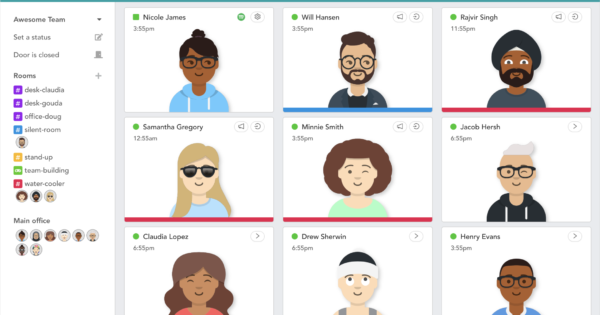 Awesome Team
Set a status
Door is closed
Rooms
# desk-claudia
# desk-gouda
# office-doug
# silent-room
# stand-up
team-building
# water-cooler
Main office
Nicole James
3:55pm
Will Hansen
3:55pm
Rajvir Singh
11:55pm
Samantha Gregory
12:55am
Minnie Smith
3:55pm
Jacob Hersh
6:55pm
Claudia Lopez
6:55pm
Drew Sherwin
6:55pm
Henry Evans
3:55pm